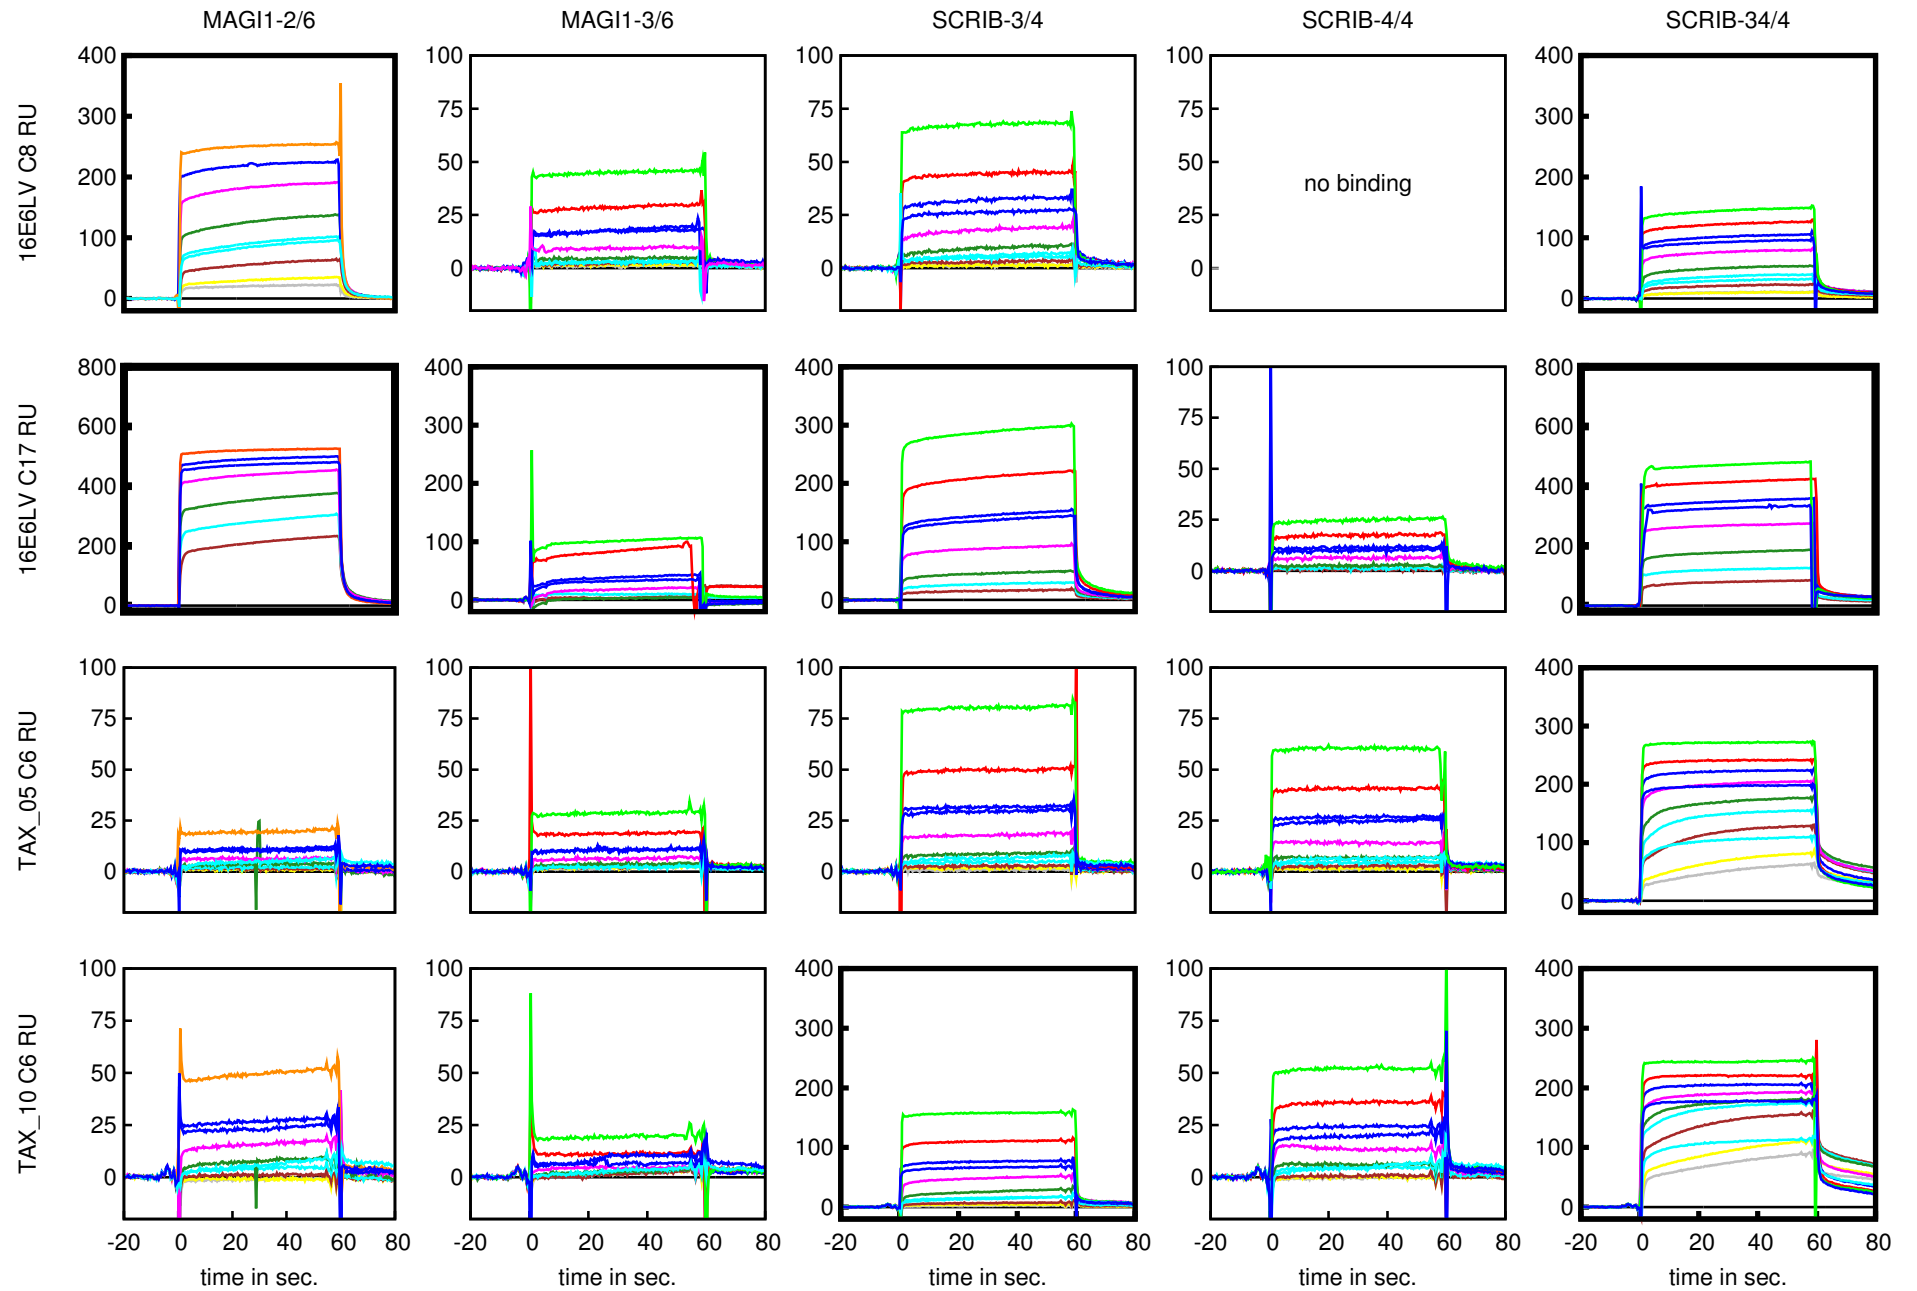 MAGI1-2/6 MAGI1-3/6 SCRIB-3/4 SCRIB-4/4 SCRIB-34/4
16E6LV C8 RU
400 300 200 100 0
100 75 50 25 0
100 75 50 25 0
100 75 50 25 0
no binding
400 300 200 100 0
16E6LV C17 RU
800 600 400 200 0
400 300 200 100 0
400 300 200 100 0
100 75 50 25 0
800 600 400 200 0
TAX_05 C6 RU
100 75 50 25 0
100 75 50 25 0
100 75 50 25 0
100 75 50 25 0
400 300 200 100 0
TAX_10 C6 RU
100 75 50 25 0
100 75 50 25 0
400 300 200 100 0
100 75 50 25 0
400 300 200 100 0
-20 0 20 40 60 80 -20 0 20 40 60 80 -20 0 20 40 60 80 -20 0 20 40 60 80 -20 0 20 40 60 80
time in sec. time in sec. time in sec. time in sec. time in sec.